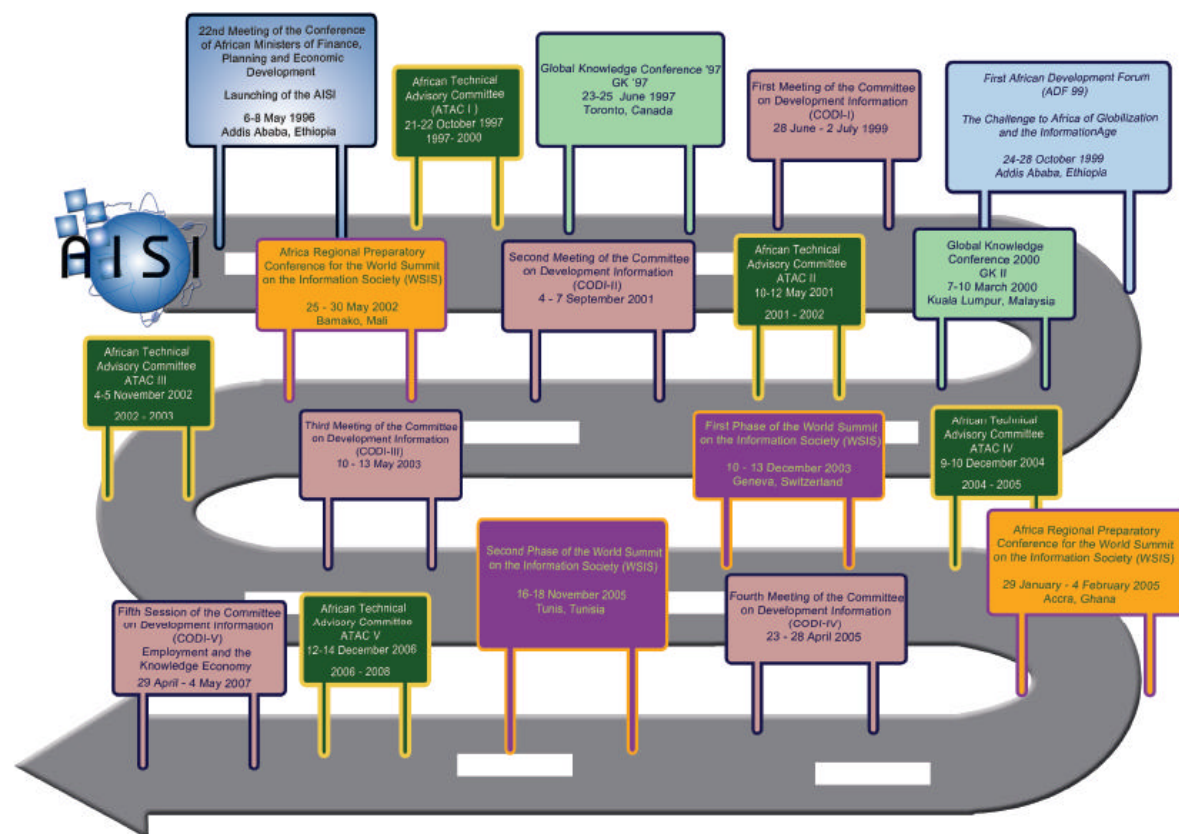 22nd Meeting of the Conference
of African Ministers of Finance,
Planning and Economic
Development
Launching of the AISI
6-8 May 1996
Addis Ababa, Ethiopia
African Technical
Advisory Committee
(ATAC I )
21-22 October 1997
1997- 2000
Global Knowledge Conference '97
GK '97
23-25 June 1997
Toronto, Canada
First Meeting of the Committee
on Development Information
(CODI-I)
28 June - 2 July 1999
First African Development Forum
(ADF 99)
The Challenge to Africa of Globilization
and the InformationAge
24-28 October 1999
Addis Ababa, Ethiopia
AISI
Africa Regional Preparatory
Conference for the World Summit
on the Information Society (WSIS)
25 - 30 May 2002
Bamako, Mali
Second Meeting of the Committee
on Development Information
(CODI-II)
4 - 7 September 2001
African Technical
Advisory Committee
ATAC II
10-12 May 2001
2001 - 2002
Global Knowledge
Conference 2000
GK II
7-10 March 2000
Kuala Lumpur, Malaysia
African Technical
Advisory Committee
ATAC III
4-5 November 2002
2002 - 2003
Third Meeting of the Committee
on Development Information
(CODI-III)
10 - 13 May 2003
First Phase of the World Summit
on the Information Society (WSIS)
10 - 13 December 2003
Geneva, Switzerland
African Technical
Advisory Committee
ATAC IV
9-10 December 2004
2004 - 2005
Africa Regional Preparatory
Conference for the World Summit
on the Information Society (WSIS)
29 January - 4 February 2005
Accra, Ghana
Second Phase of the World Summit
on the Information Society (WSIS)
16-18 November 2005
Tunis, Tunisia
Fourth Meeting of the Committee
on Development Information
(CODI-IV)
23 - 28 April 2005
Fifth Session of the Committee
on Development Information
(CODI-V)
Employment and the
Knowledge Economy
29 April - 4 May 2007
African Technical
Advisory Committee
ATAC V
12-14 December 2006
2006 - 2008